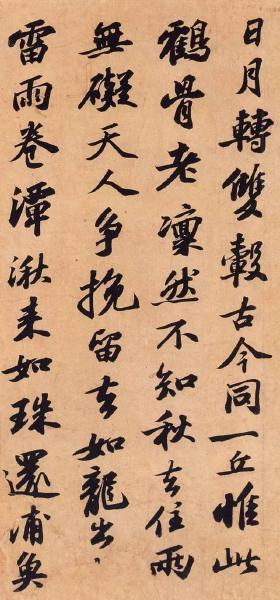 日月轉雙轂古今同一丘惟此
鶴骨老凜然不知秋去住兩
無礙天人争挽留去如龍出、
雷雨卷潭湫来如珠還浦魚